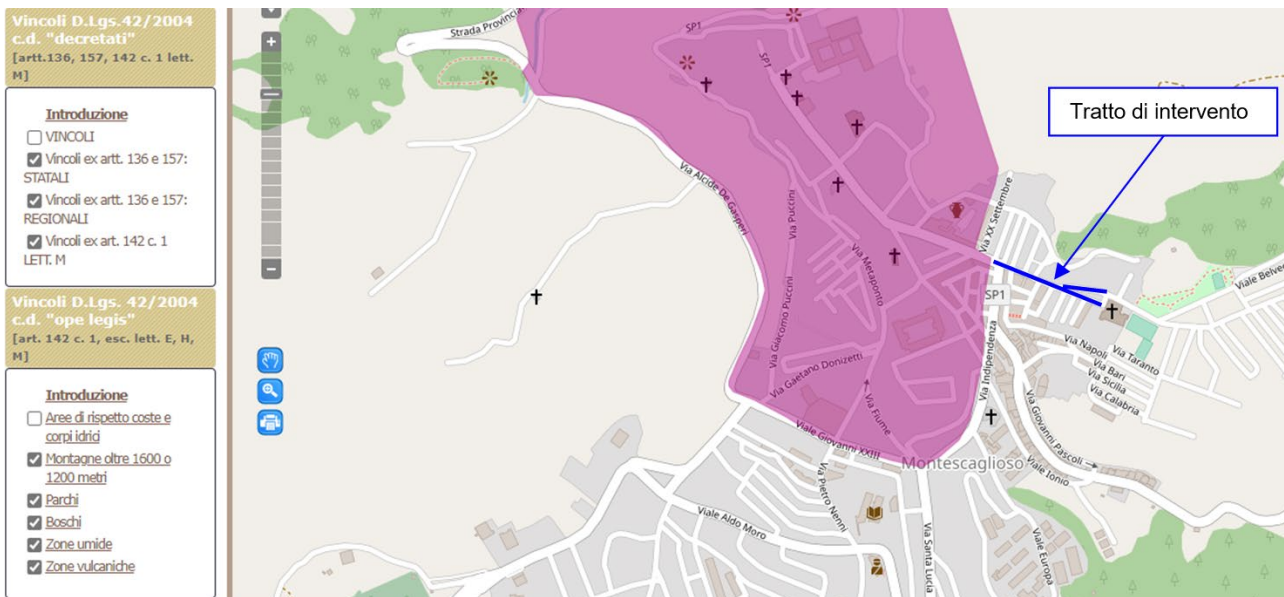 Vincoli D.Lgs.42/2004
c.d. "decretati"
[artt.136, 157, 142 c. 1 lett.
M]
Introduzione
VINCOLI
Vincoli ex artt. 136 e 157:
STATALI
Vincoli ex artt. 136 e 157:
REGIONALI
Vincoli ex art. 142 c. 1
LETT. M
Vincoli D.Lgs. 42/2004
c.d. "ope legis"
[art. 142 c. 1, esc. lett. E, H,
M]
Introduzione
Aree di rispetto coste e
corpi idrici
Montagne oltre 1600 o
1200 metri
Parchi
Boschi
Zone umide
Zone vulcaniche
Strada Provincia
SP1
SP1
Tratto di intervento
Via Alcide De Gasperi
Via Puccini
Via XX Settembre
Via Metaponto
Viale Belve
SP1
Via Giacomo Puccini
Via Indipendenza
Via Napoli
Via Taranto
Via Bari
Via Sicilia
Via Calabria
Via Gaetano Donizetti
Via Fiume
Via Giovanni Pascoli
Viale Giovanni XXIII
Montescaglioso
Viale Ionio
Via Pietro Nenni
Viale Aldo Moro
Via Santa Lucia
Viale Europa